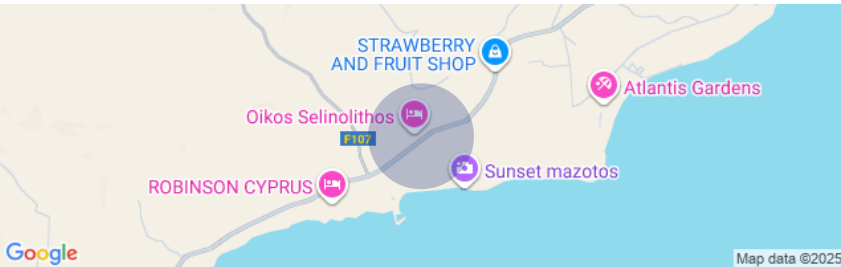 STRAWBERRY
AND FRUIT SHOP
Atlantis Gardens
Oikos Selinolithos
F107
Sunset mazotos
ROBINSON CYPRUS
Google
Map data ©2025